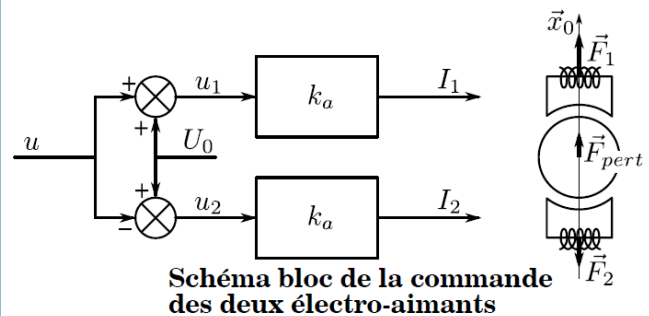 u
+
+
U₀
+
−
u₁
kₐ
I₁
u₂
kₐ
I₂
x⃗₀
F⃗₁
F⃗pert
F⃗₂
Schéma bloc de la commande
des deux électro-aimants